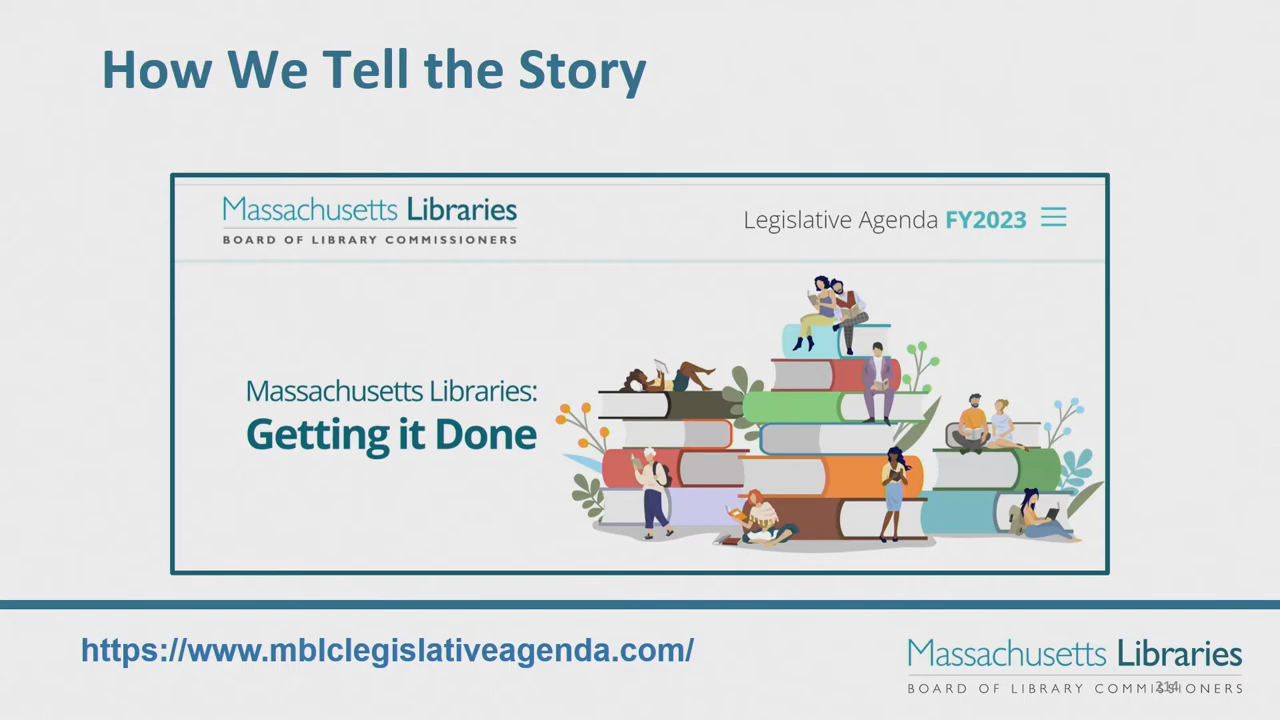 How We Tell the Story
Massachusetts Libraries
BOARD OF LIBRARY COMMISSIONERS
Legislative Agenda FY2023
Massachusetts Libraries:
Getting it Done
https://www.mblclegislativeagenda.com/
Massachusetts Libraries
BOARD OF LIBRARY COMMISSIONERS
214